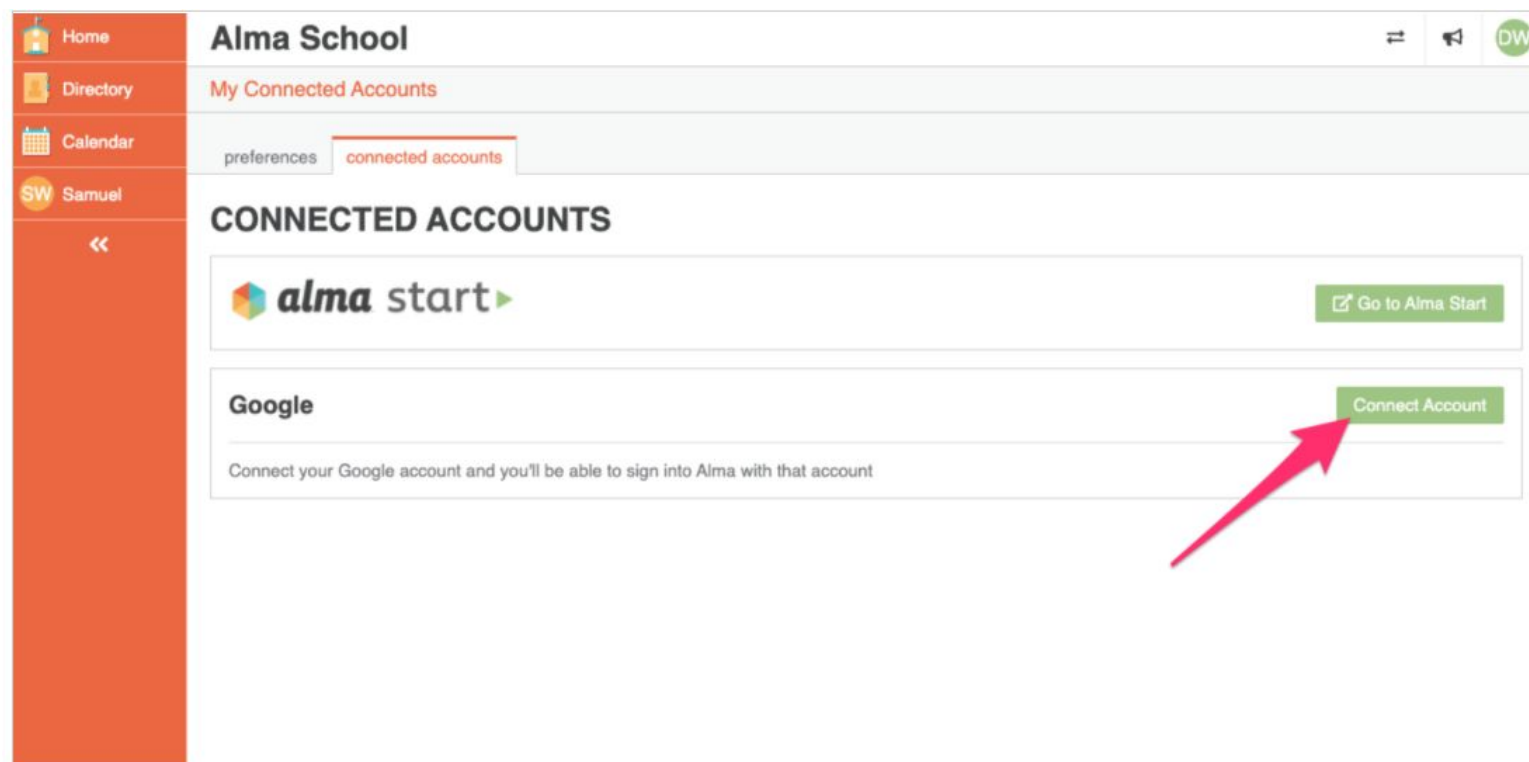 Home
Alma School
DW
Directory
My Connected Accounts
Calendar
preferences
connected accounts
SW Samuel
CONNECTED ACCOUNTS
alma start
Go to Alma Start
Google
Connect Account
Connect your Google account and you'll be able to sign into Alma with that account